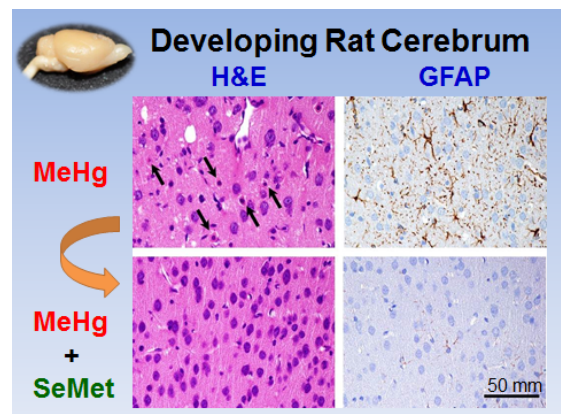 Developing Rat Cerebrum
H&E GFAP
MeHg
MeHg
+
SeMet
50 mm